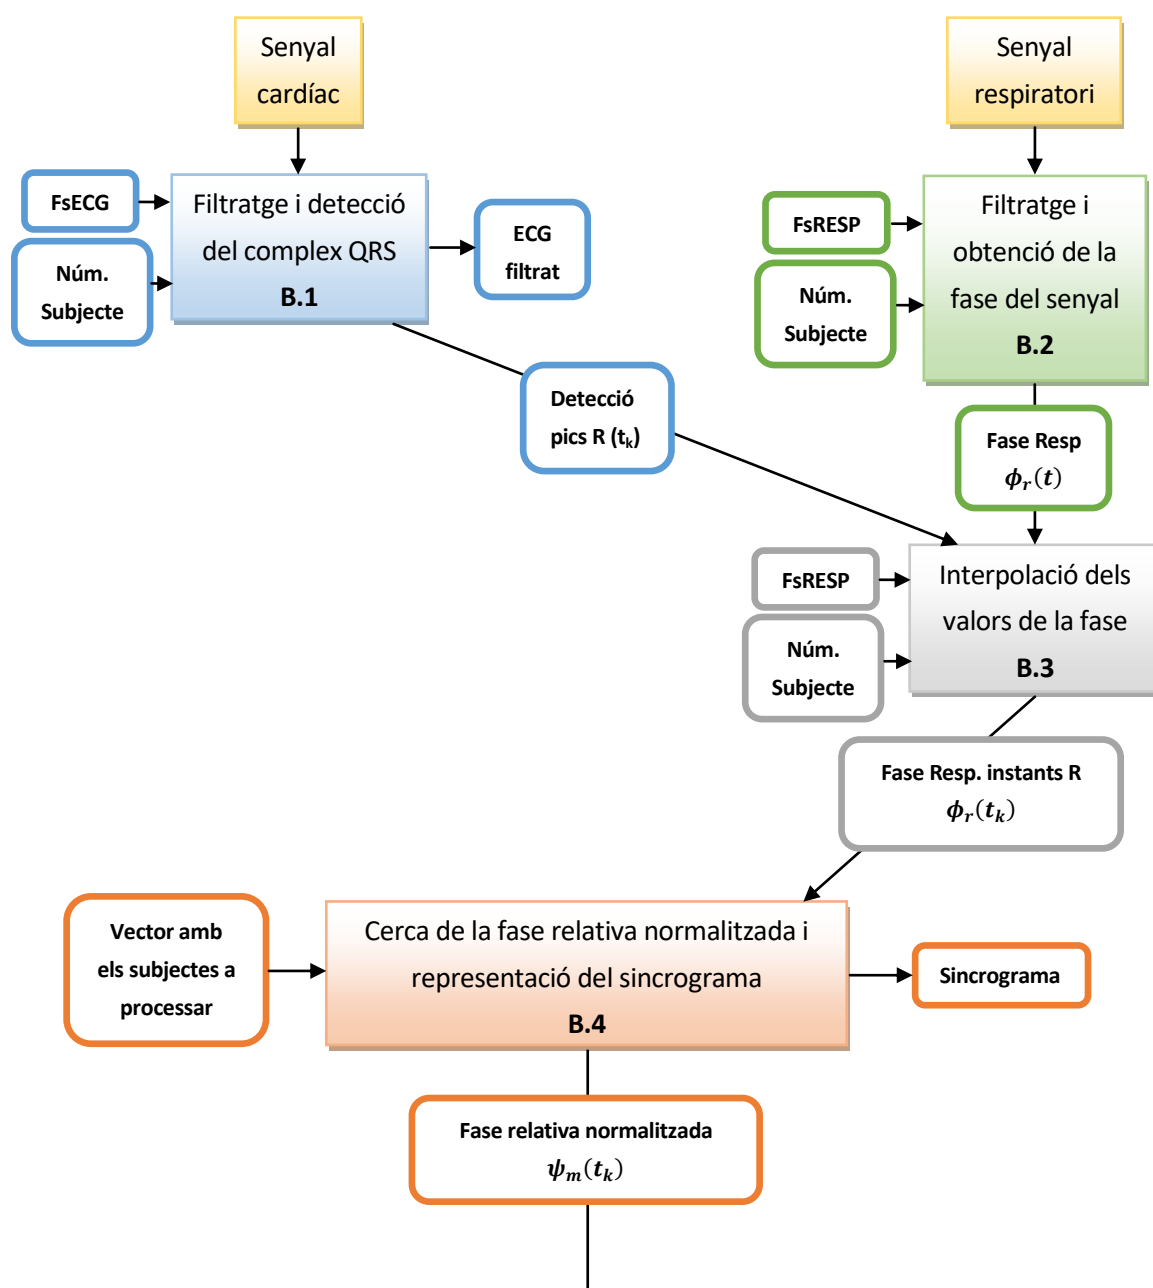 Senyal
cardíac
Senyal
respiratori
FsECG
Núm.
Subjecte
Filtratge i detecció
del complex QRS
B.1
ECG
filtrat
FsRESP
Núm.
Subjecte
Filtratge i
obtenció de la
fase del senyal
B.2
Detecció
pics R (tₖ)
Fase Resp
ϕᵣ(t)
FsRESP
Núm.
Subjecte
Interpolació dels
valors de la fase
B.3
Fase Resp. instants R
ϕᵣ(tₖ)
Vector amb
els subjectes a
processar
Cerca de la fase relativa normalitzada i
representació del sincrograma
B.4
Sincrograma
Fase relativa normalitzada
ψₘ(tₖ)